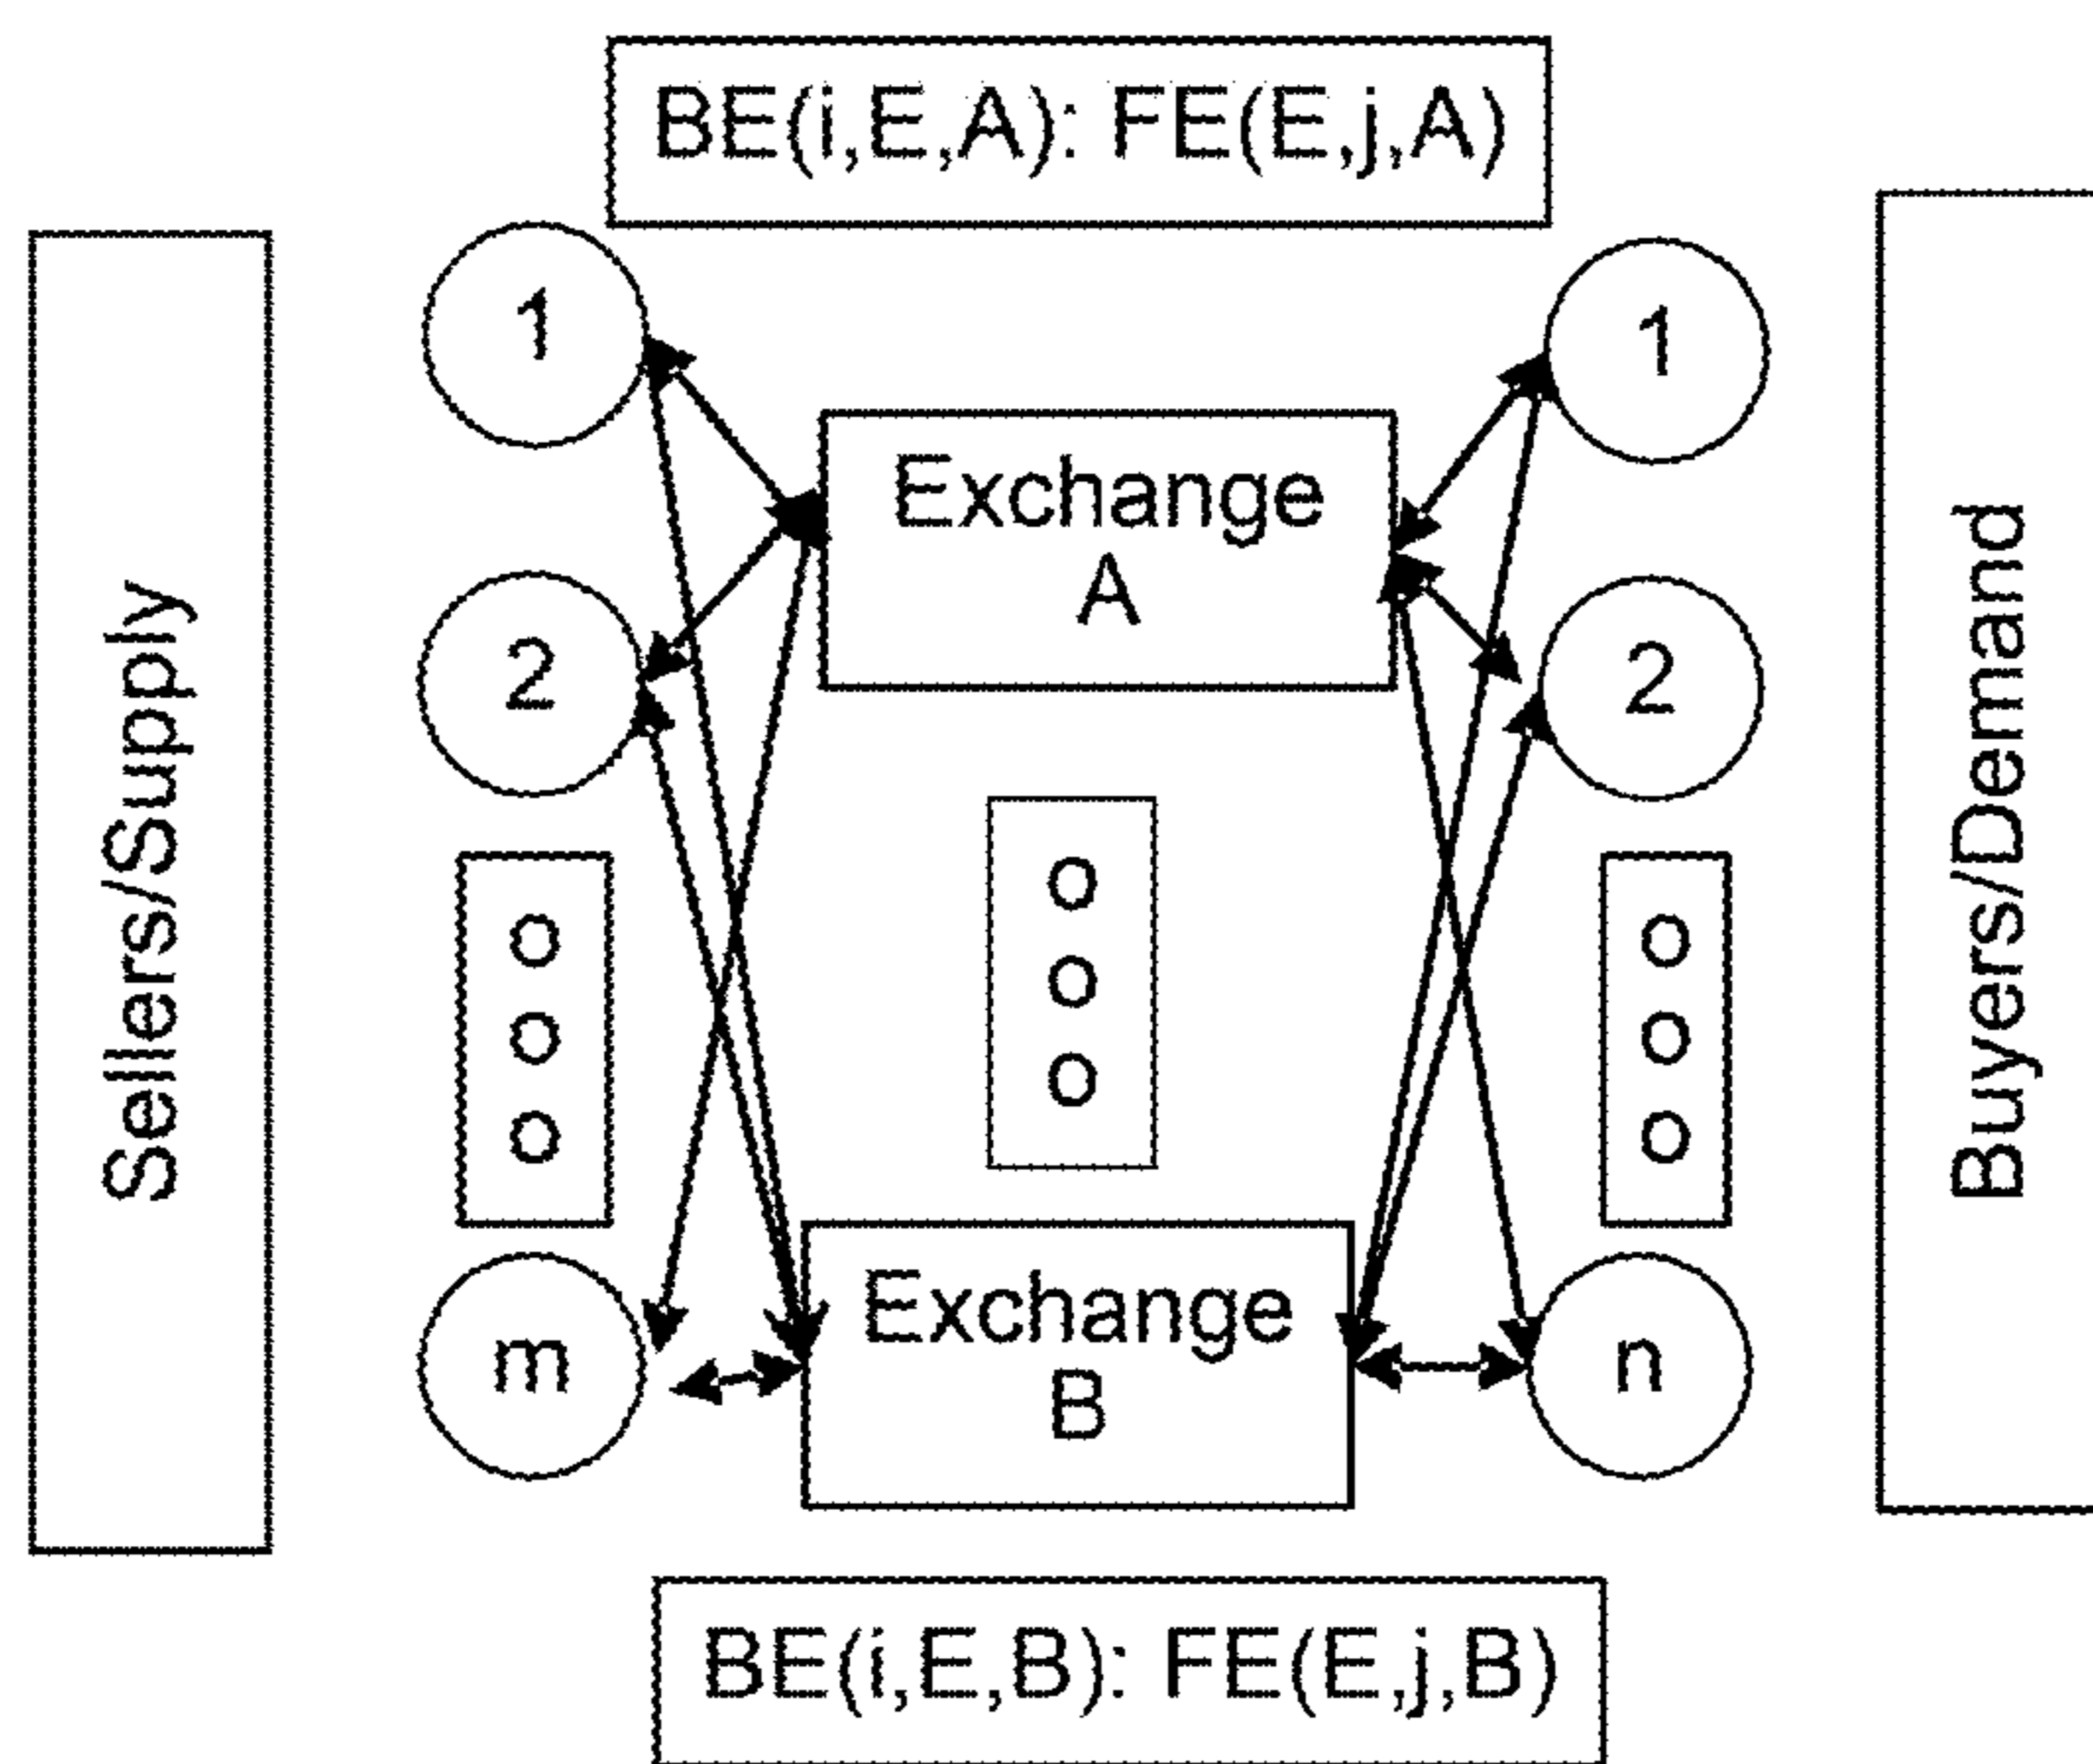 BE(i,E,A): FE(E,j,A)
Sellers/Supply
1
2
o
o
o
m
Exchange
A
o
o
o
Exchange
B
1
2
o
o
o
n
Buyers/Demand
BE(i,E,B): FE(E,j,B)